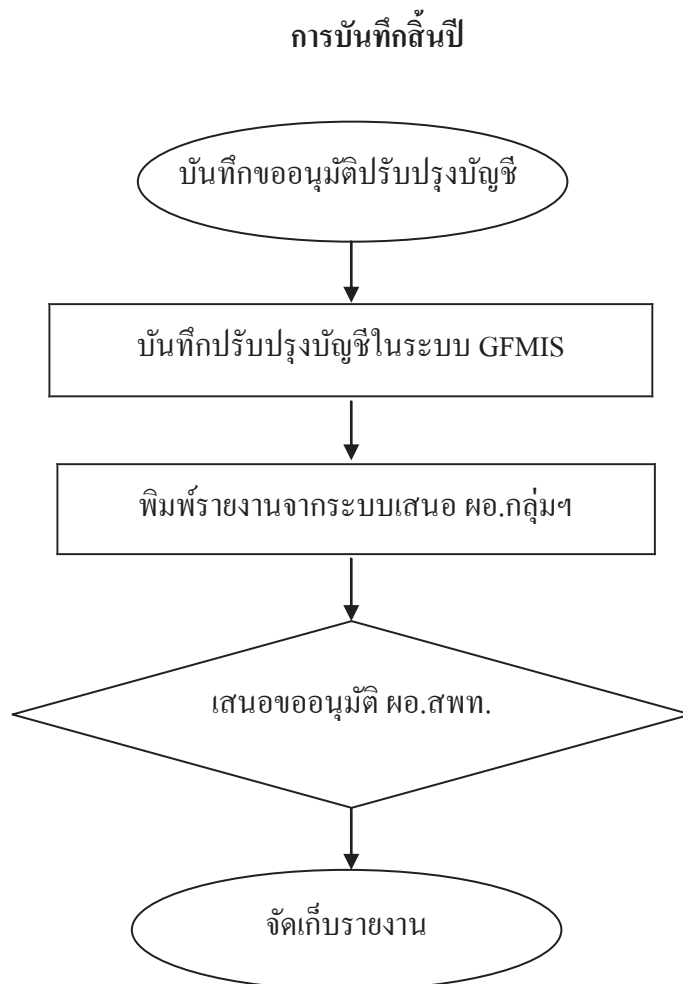 การบันทึกสิ้นปี
บันทึกขออนุมัติปรับปรุงบัญชี
บันทึกปรับปรุงบัญชีในระบบ GFMIS
พิมพ์รายงานจากระบบเสนอ ผอ.กลุ่มฯ
เสนอขออนุมัติ ผอ.สพท.
จัดเก็บรายงาน